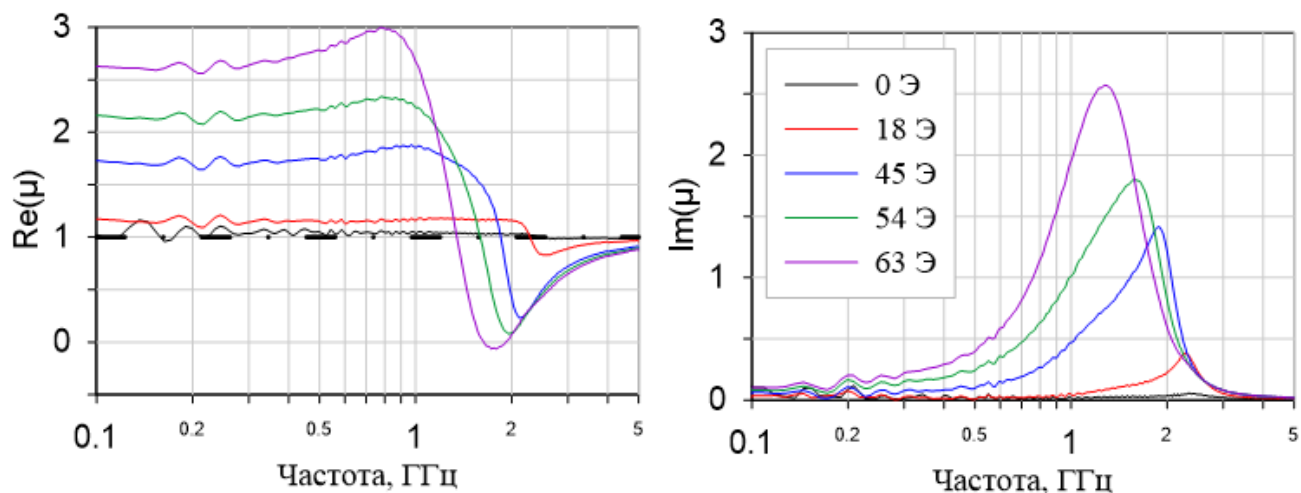 Re(μ)
3
2
1
0
0.1
0.2
0.5
1
2
5
Частота, ГГц
Im(μ)
3
2
1
0
0 Э
18 Э
45 Э
54 Э
63 Э
0.1
0.2
0.5
1
2
5
Частота, ГГц